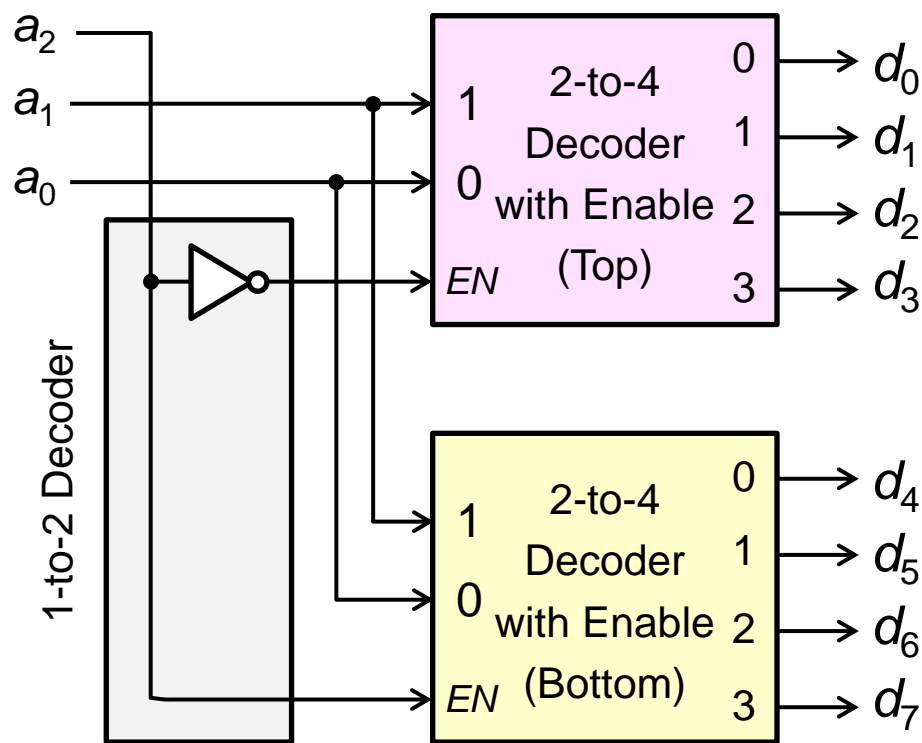 a2
a1
a0
1-to-2 Decoder
1
0
EN
2-to-4
Decoder
with Enable
(Top)
0
1
2
3
d0
d1
d2
d3
1
0
EN
2-to-4
Decoder
with Enable
(Bottom)
0
1
2
3
d4
d5
d6
d7